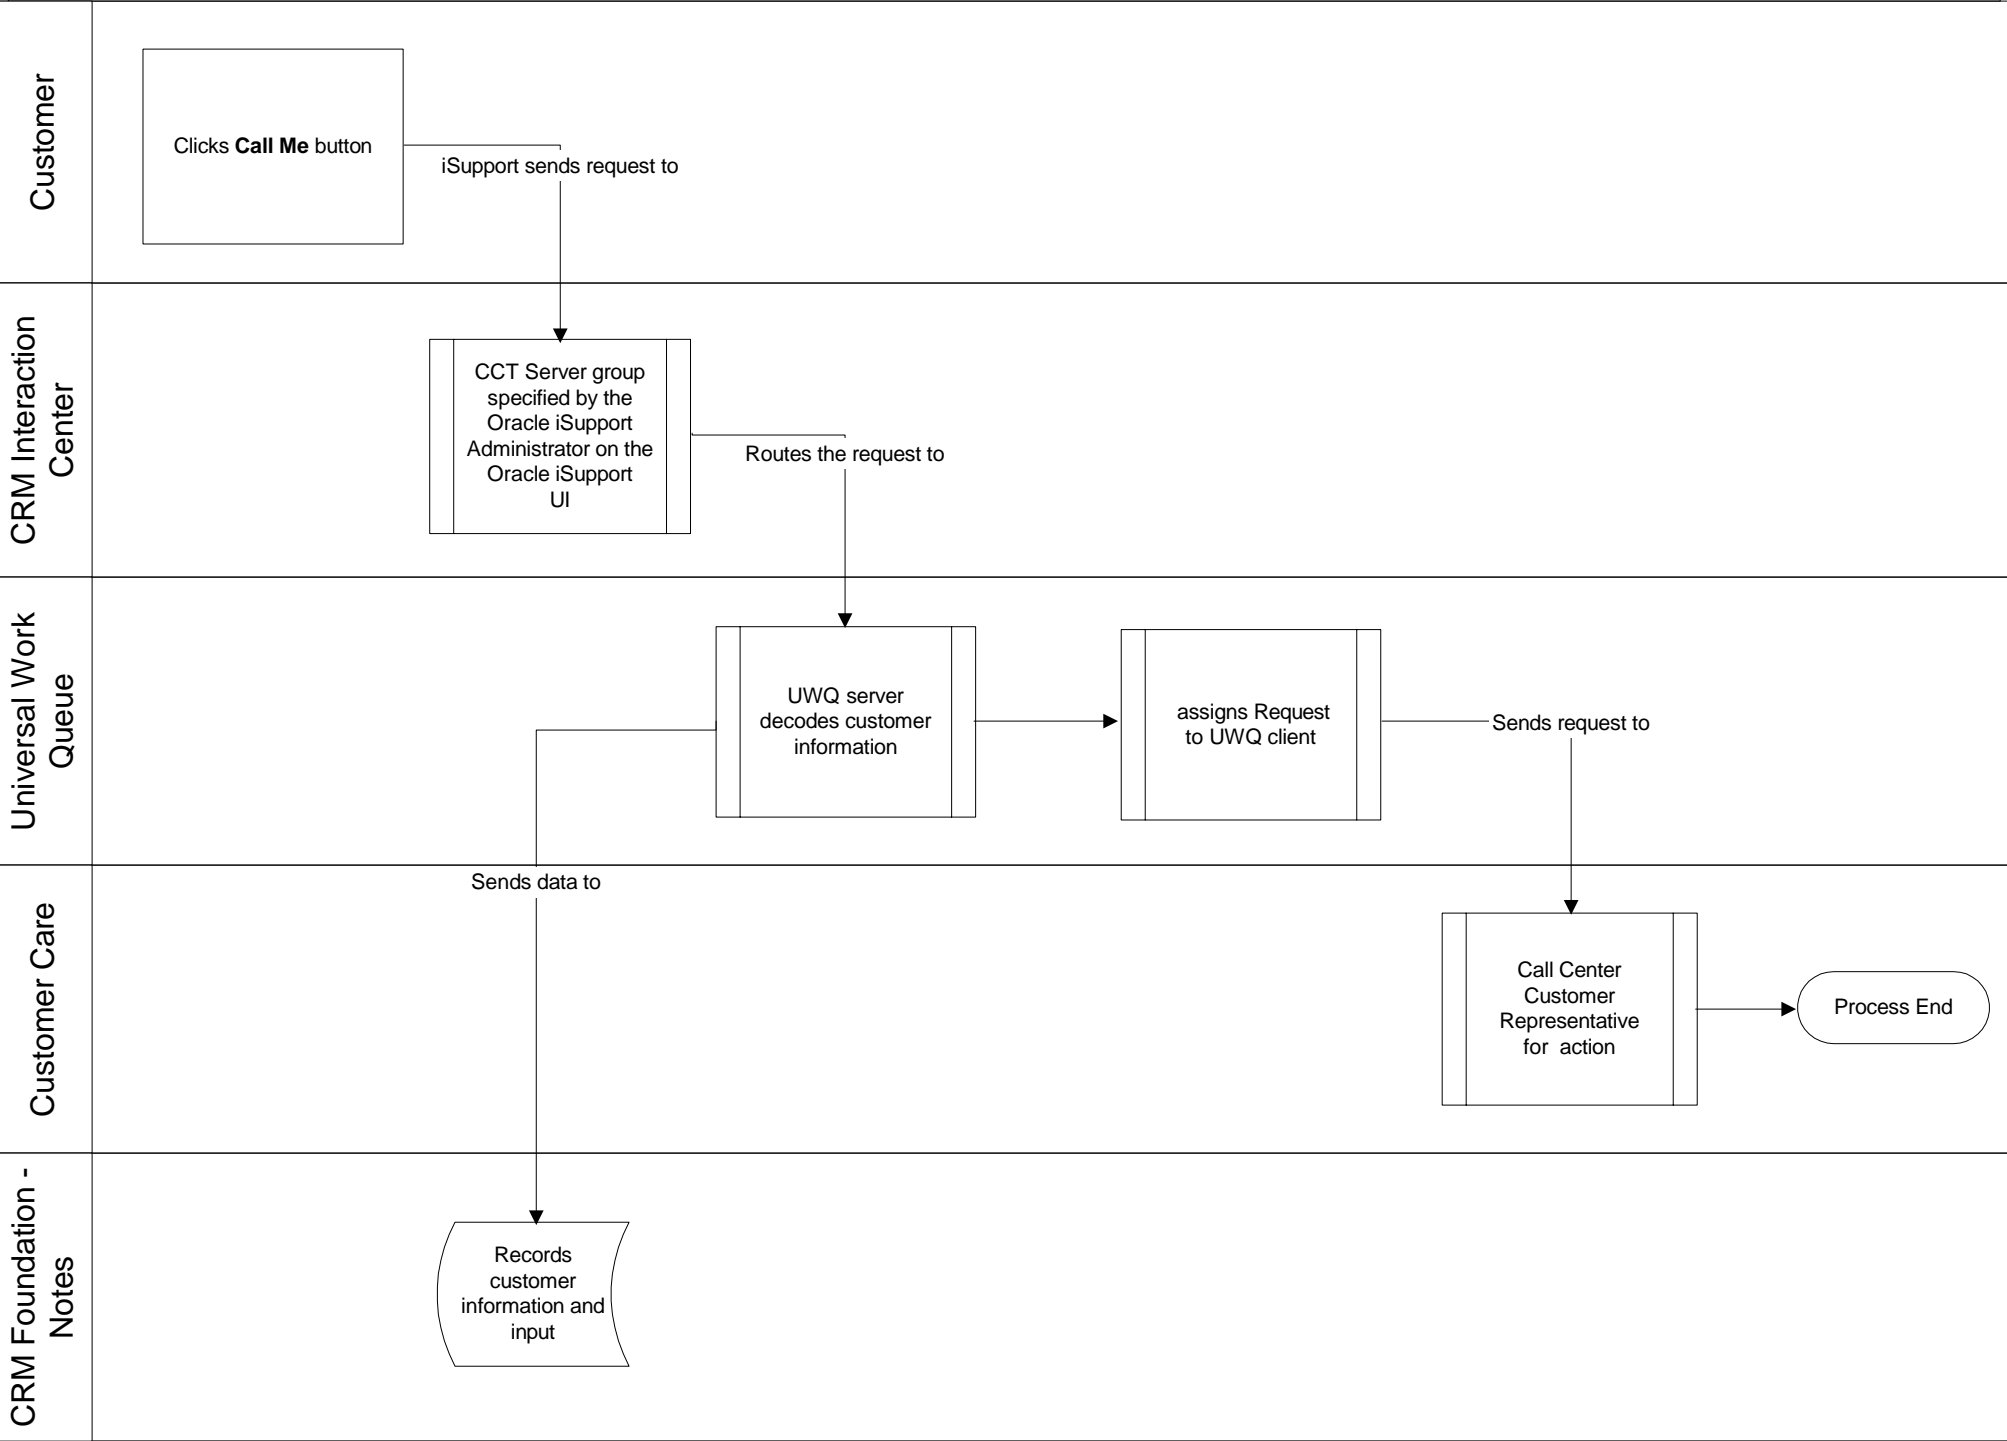 Customer
Clicks Call Me button
iSupport sends request to
CRM Interaction
Center
CCT Server group
specified by the
Oracle iSupport
Administrator on the
Oracle iSupport
UI
Routes the request to
Universal Work
Queue
UWQ server
decodes customer
information
assigns Request
to UWQ client
Sends request to
Customer Care
Sends data to
Call Center
Customer
Representative
for  action
Process End
CRM Foundation -
Notes
Records
customer
information and
input